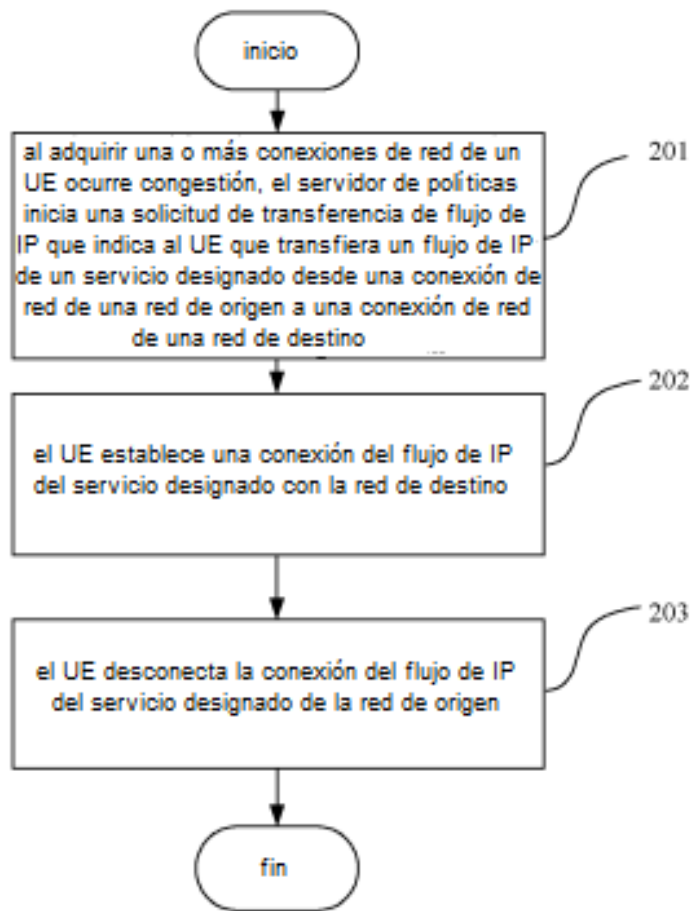 inicio
al adquirir una o más conexiones de red de un
UE ocurre congestión, el servidor de políticas
inicia una solicitud de transferencia de flujo de
IP que indica al UE que transfiera un flujo de IP
de un servicio designado desde una conexión de
red de una red de origen a una conexión de red
de una red de destino
201
el UE establece una conexión del flujo de IP
del servicio designado con la red de destino
202
el UE desconecta la conexión del flujo de IP
del servicio designado de la red de origen
203
fin